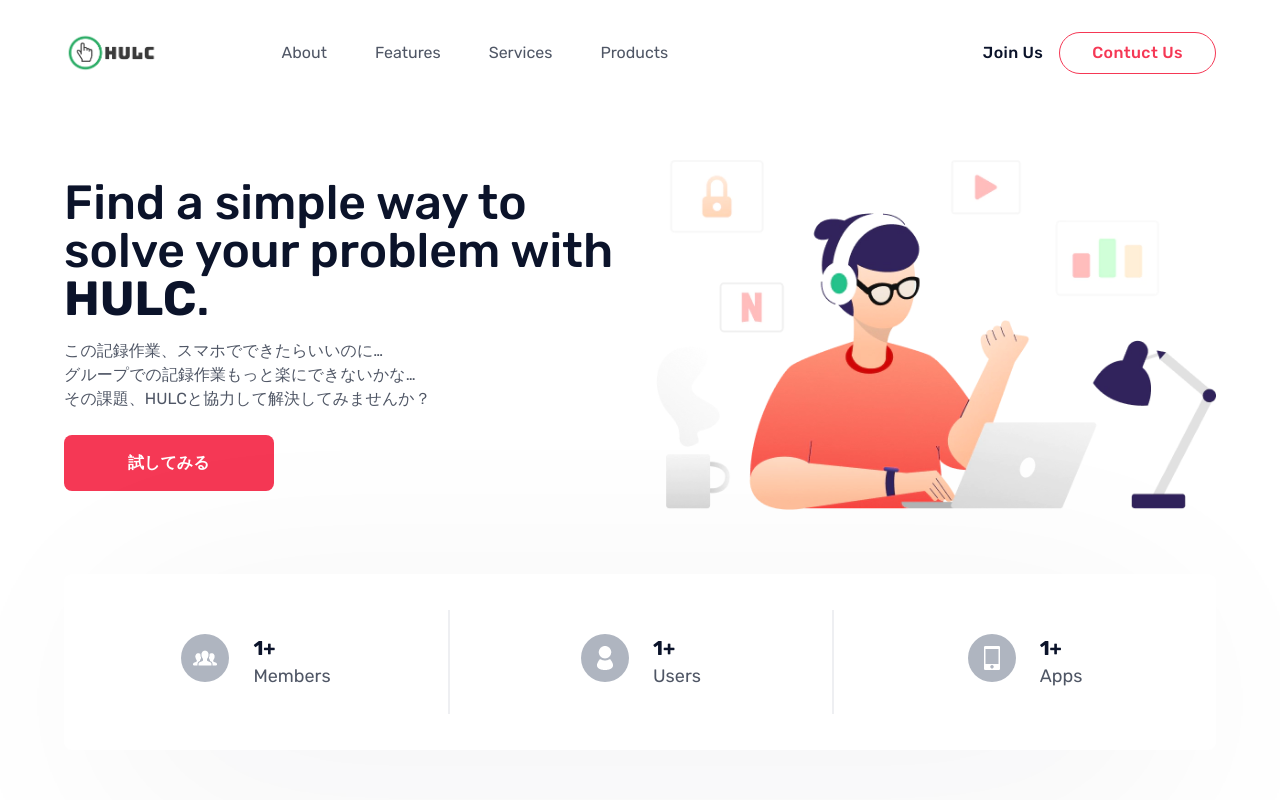 HULC
About
Features
Services
Products
Join Us
Contuct Us
Find a simple way to
solve your problem with
HULC.
この記録作業、スマホでできたらいいのに...
グループでの記録作業もっと楽にできないかな...
その課題、HULCと協力して解決してみませんか？
試してみる
N
1+
Members
1+
Users
1+
Apps